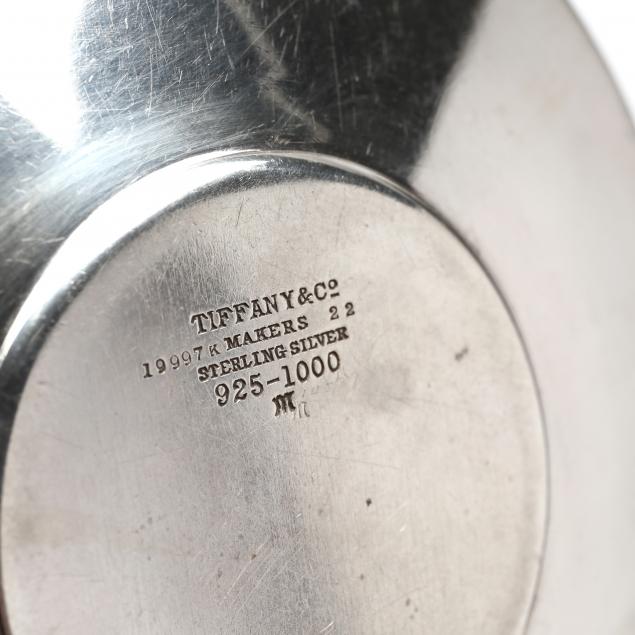 TIFFANY & Cº
19997K MAKERS 22
STERLING SILVER
925-1000
M